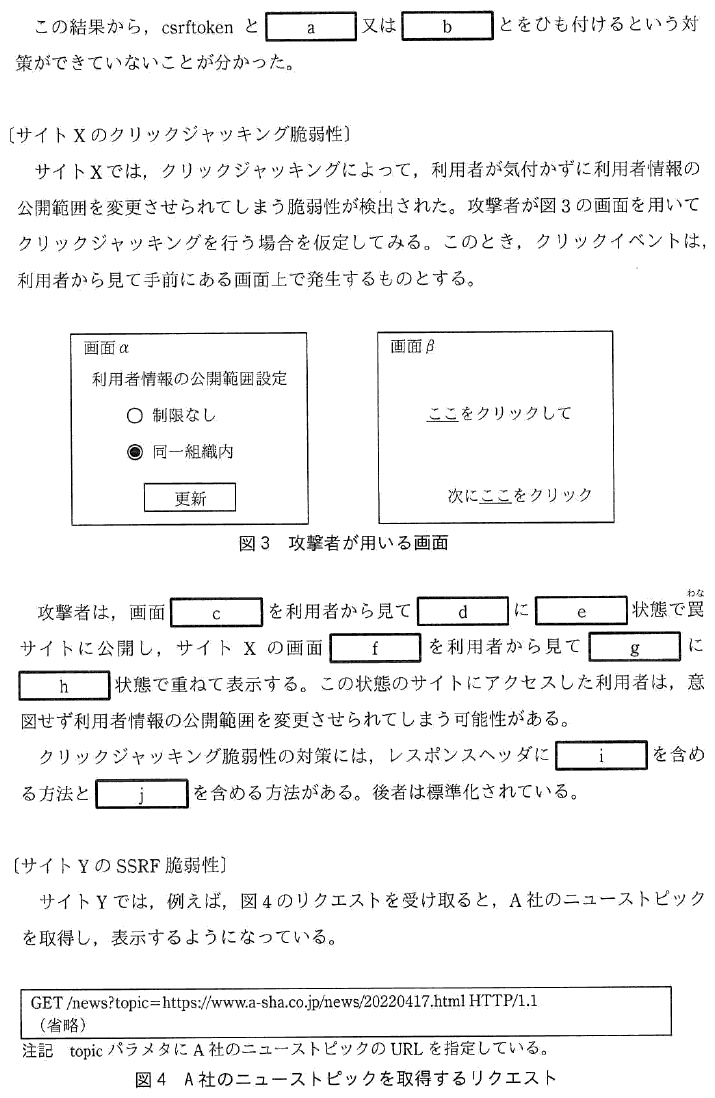 この結果から，csrftoken と a 又は b とをひも付けるという対
策ができていないことが分かった。
〔サイト X のクリックジャッキング脆弱性〕
サイト X では，クリックジャッキングによって，利用者が気付かずに利用者情報の
公開範囲を変更させられてしまう脆弱性が検出された。攻撃者が図 3 の画面を用いて
クリックジャッキングを行う場合を仮定してみる。このとき，クリックイベントは，
利用者から見て手前にある画面上で発生するものとする。
画面 α
利用者情報の公開範囲設定
○ 制限なし
◉ 同一組織内
更新
画面 β
ここをクリックして
次にここをクリック
図 3　攻撃者が用いる画面
わな
攻撃者は，画面 c を利用者から見て d に e 状態で罠
サイトに公開し，サイト X の画面 f を利用者から見て g に
h 状態で重ねて表示する。この状態のサイトにアクセスした利用者は，意
図せず利用者情報の公開範囲を変更させられてしまう可能性がある。
クリックジャッキング脆弱性の対策には，レスポンスヘッダに i を含め
る方法と j を含める方法がある。後者は標準化されている。
〔サイト Y の SSRF 脆弱性〕
サイト Y では，例えば，図 4 のリクエストを受け取ると，A 社のニューストピック
を取得し，表示するようになっている。
GET /news?topic=https://www.a-sha.co.jp/news/20220417.html HTTP/1.1
（省略）
注記　topic パラメタに A 社のニューストピックの URL を指定している。
図 4　A 社のニューストピックを取得するリクエスト